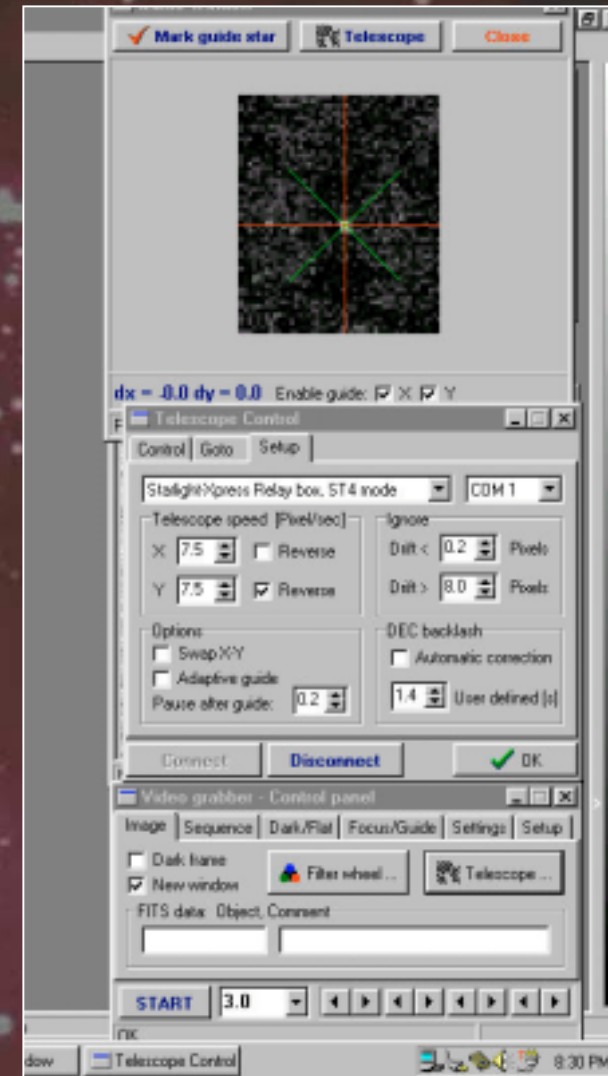 Mark guide star Telescope Close
dx = -0.0 dy = 0.0 Enable guide: X Y
Telescope Control
Control Goto Setup
Starlight-Xpress Relay box, ST4 mode COM 1
Telescope speed [Pixel/sec] Ignore
X 7.5 Reverse Drift < 0.2 Pixels
Y 7.5 Reverse Drift > 8.0 Pixels
Options DEC backlash
Swap X-Y Automatic correction
Adaptive guide
Pause after guide: 0.2 1.4 User defined [s]
Connect Disconnect OK
Video grabber - Control panel
Image Sequence Dark/Flat Focus/Guide Settings Setup
Dark frame
New window Filter wheel ... Telescope ...
FITS data: Object, Comment
START 3.0
OK
dow Telescope Control 8:30 PM